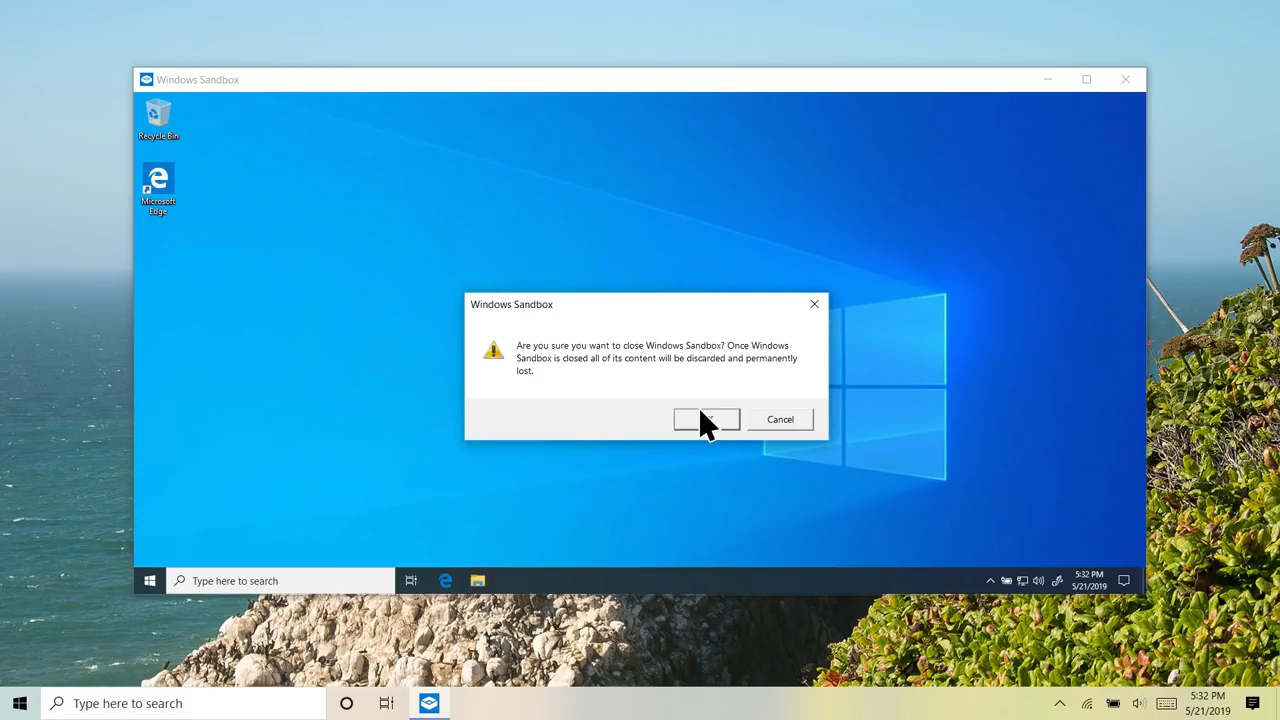 Windows Sandbox
Recycle Bin
Microsoft
Edge
Windows Sandbox
Are you sure you want to close Windows Sandbox? Once Windows
Sandbox is closed all of its content will be discarded and permanently
lost.
Cancel
Type here to search
5:32 PM
5/21/2019
Type here to search
5:32 PM
5/21/2019